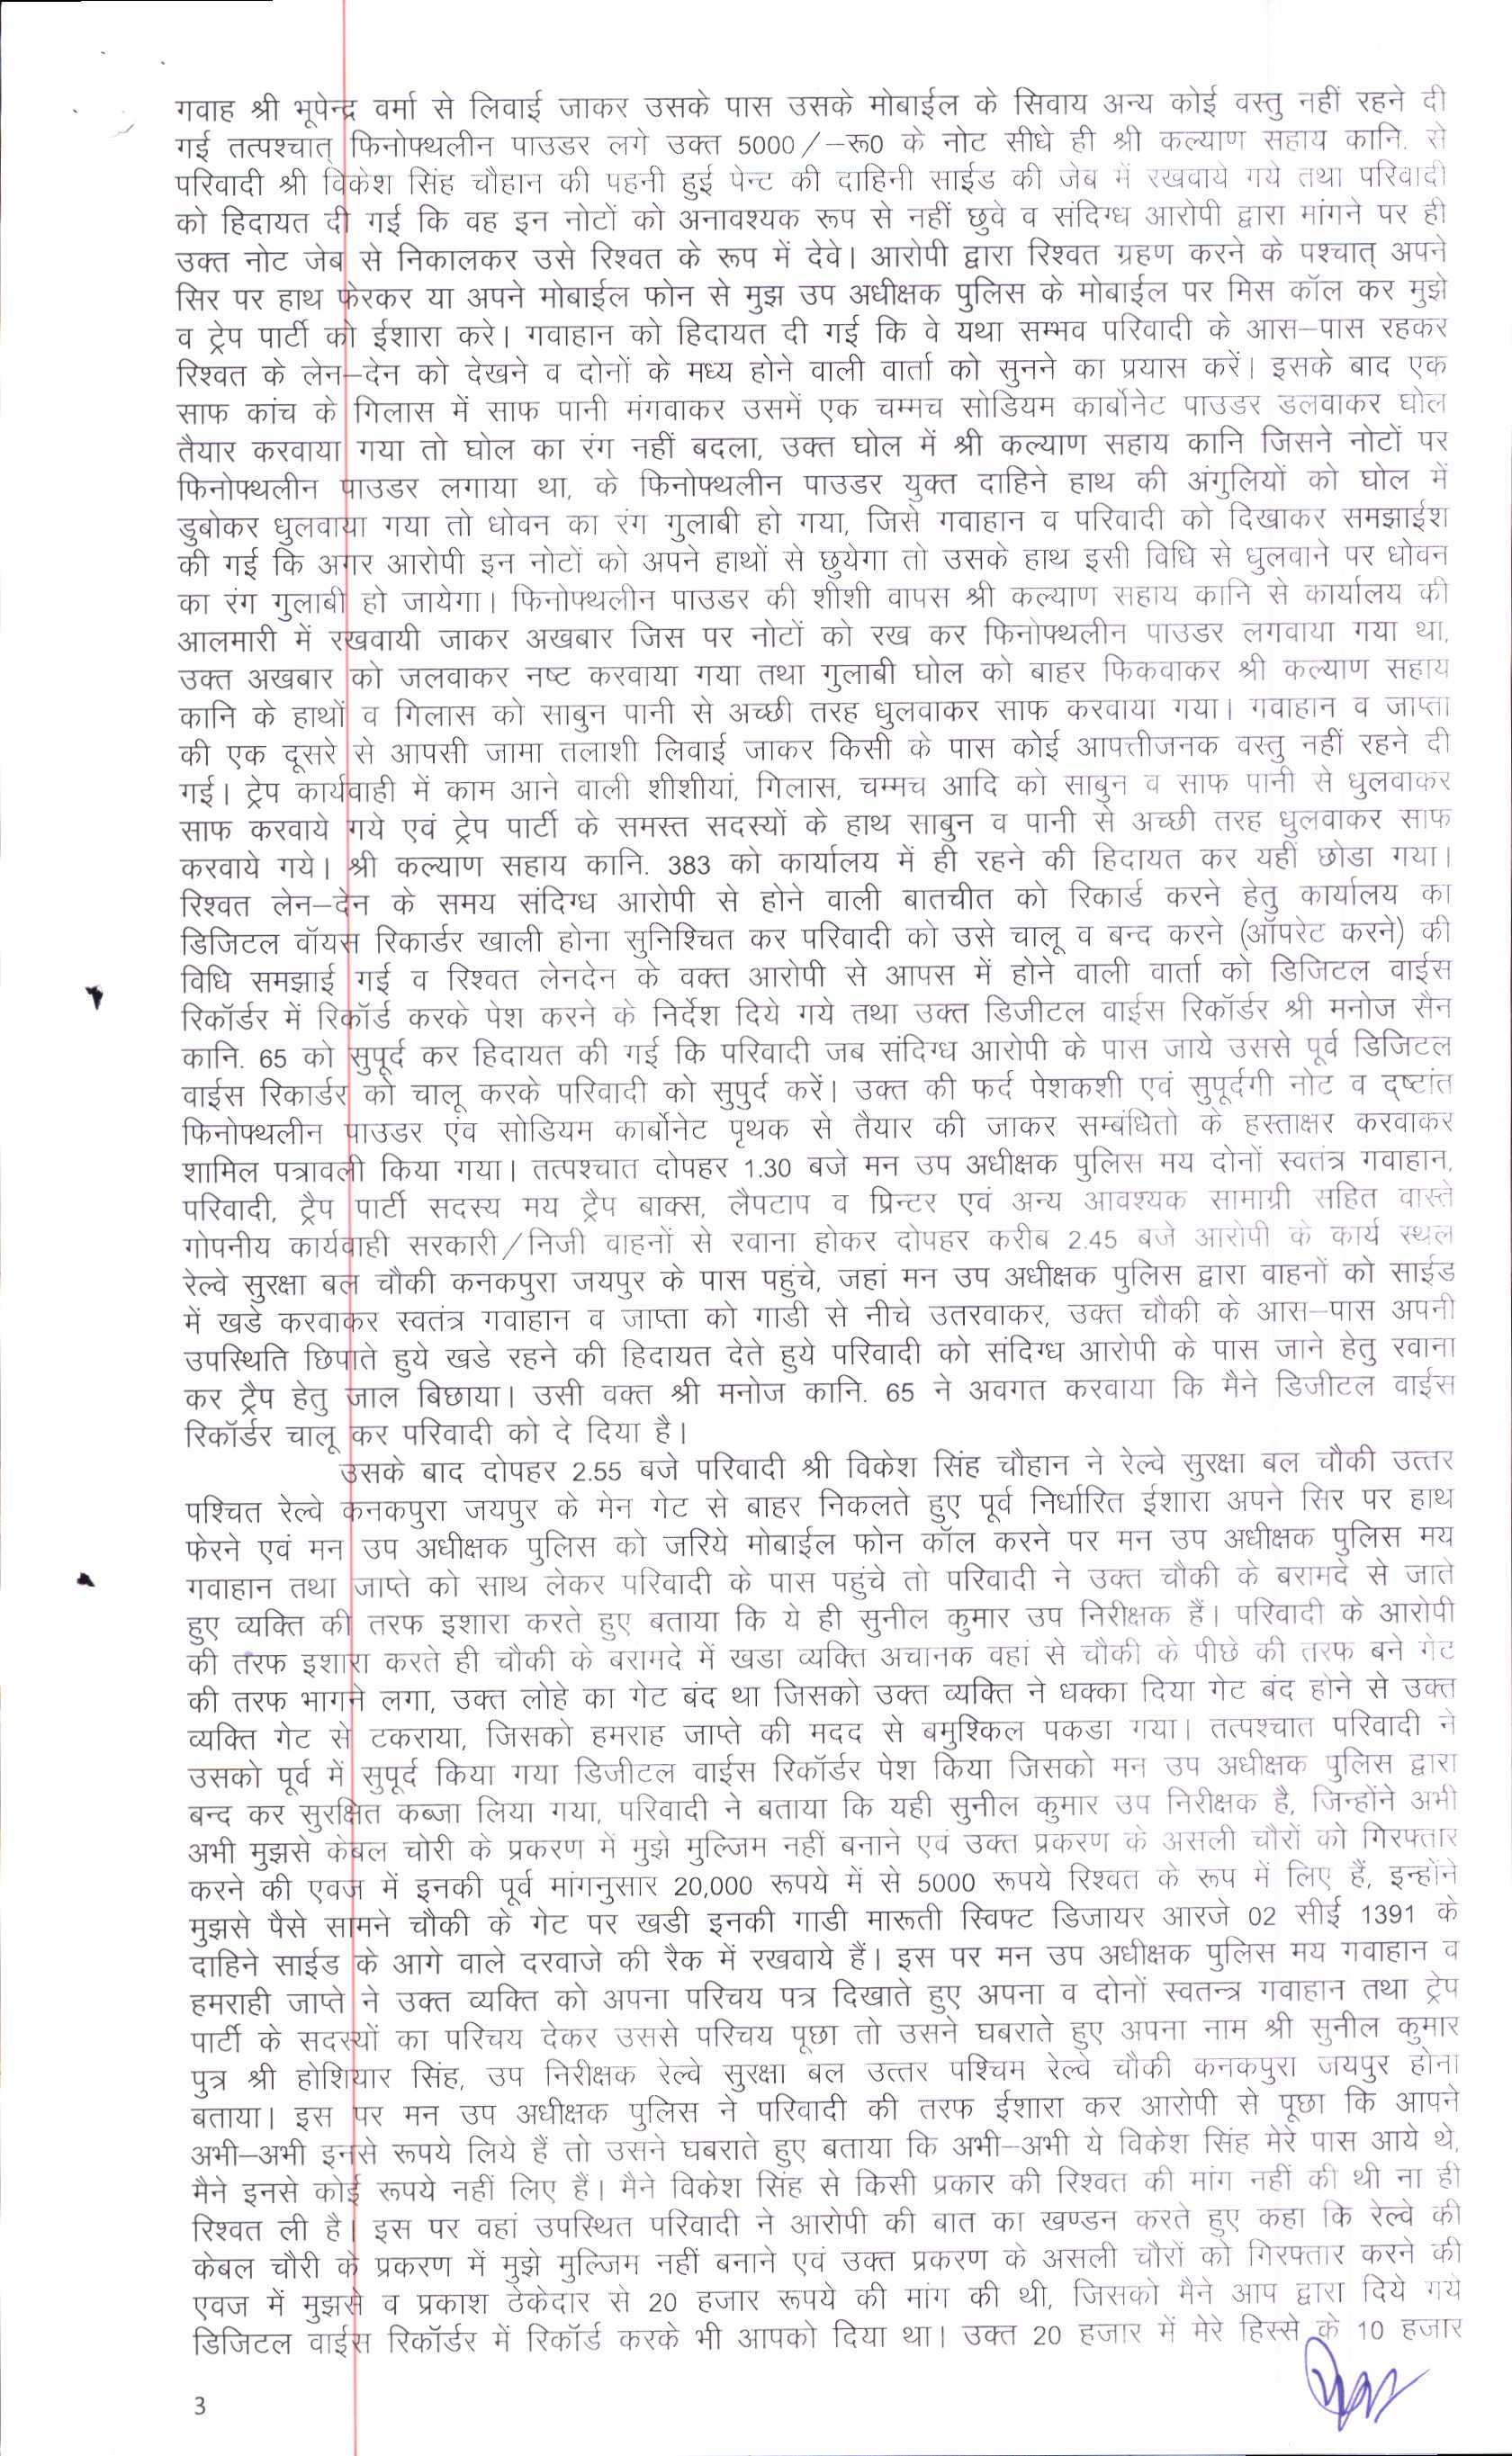 गवाह श्री भूपेन्द्र वर्मा से लिवाई जाकर उसके पास उसके मोबाईल के सिवाय अन्य कोई वस्तु नहीं रहने दी
गई तत्पश्चात् फिनोफ्थलीन पाउडर लगे उक्त 5000/–रू0 के नोट सीधे ही श्री कल्याण सहाय कानि. से
परिवादी श्री विकेश सिंह चौहान की पहनी हुई पेन्ट की दाहिनी साईड की जेब में रखवाये गये तथा परिवादी
को हिदायत दी गई कि वह इन नोटों को अनावश्यक रूप से नहीं छुवे व संदिग्ध आरोपी द्वारा मांगने पर ही
उक्त नोट जेब से निकालकर उसे रिश्वत के रूप में देवे। आरोपी द्वारा रिश्वत ग्रहण करने के पश्चात् अपने
सिर पर हाथ फेरकर या अपने मोबाईल फोन से मुझ उप अधीक्षक पुलिस के मोबाईल पर मिस कॉल कर मुझे
व ट्रेप पार्टी को ईशारा करे। गवाहान को हिदायत दी गई कि वे यथा सम्भव परिवादी के आस–पास रहकर
रिश्वत के लेन–देन को देखने व दोनों के मध्य होने वाली वार्ता को सुनने का प्रयास करें। इसके बाद एक
साफ कांच के गिलास में साफ पानी मंगवाकर उसमें एक चम्मच सोडियम कार्बोनेट पाउडर डलवाकर घोल
तैयार करवाया गया तो घोल का रंग नहीं बदला, उक्त घोल में श्री कल्याण सहाय कानि जिसने नोटों पर
फिनोफ्थलीन पाउडर लगाया था, के फिनोफ्थलीन पाउडर युक्त दाहिने हाथ की अंगुलियों को घोल में
डुबोकर धुलवाया गया तो धोवन का रंग गुलाबी हो गया, जिसे गवाहान व परिवादी को दिखाकर समझाईश
की गई कि अगर आरोपी इन नोटों को अपने हाथों से छुयेगा तो उसके हाथ इसी विधि से धुलवाने पर धोवन
का रंग गुलाबी हो जायेगा। फिनोफ्थलीन पाउडर की शीशी वापस श्री कल्याण सहाय कानि से कार्यालय की
आलमारी में रखवायी जाकर अखबार जिस पर नोटों को रख कर फिनोफ्थलीन पाउडर लगवाया गया था,
उक्त अखबार को जलवाकर नष्ट करवाया गया तथा गुलाबी घोल को बाहर फिकवाकर श्री कल्याण सहाय
कानि के हाथों व गिलास को साबुन पानी से अच्छी तरह धुलवाकर साफ करवाया गया। गवाहान व जाप्ता
की एक दूसरे से आपसी जामा तलाशी लिवाई जाकर किसी के पास कोई आपत्तीजनक वस्तु नहीं रहने दी
गई। ट्रेप कार्यवाही में काम आने वाली शीशीयां, गिलास, चम्मच आदि को साबुन व साफ पानी से धुलवाकर
साफ करवाये गये एवं ट्रेप पार्टी के समस्त सदस्यों के हाथ साबुन व पानी से अच्छी तरह धुलवाकर साफ
करवाये गये। श्री कल्याण सहाय कानि. 383 को कार्यालय में ही रहने की हिदायत कर यहीं छोडा गया।
रिश्वत लेन–देन के समय संदिग्ध आरोपी से होने वाली बातचीत को रिकार्ड करने हेतु कार्यालय का
डिजिटल वॉयस रिकार्डर खाली होना सुनिश्चित कर परिवादी को उसे चालू व बन्द करने (ऑपरेट करने) की
विधि समझाई गई व रिश्वत लेनदेन के वक्त आरोपी से आपस में होने वाली वार्ता को डिजिटल वाईस
रिकॉर्डर में रिकॉर्ड करके पेश करने के निर्देश दिये गये तथा उक्त डिजीटल वाईस रिकॉर्डर श्री मनोज सैन
कानि. 65 को सुपूर्द कर हिदायत की गई कि परिवादी जब संदिग्ध आरोपी के पास जाये उससे पूर्व डिजिटल
वाईस रिकार्डर को चालू करके परिवादी को सुपुर्द करें। उक्त की फर्द पेशकशी एवं सुपूर्दगी नोट व दृष्टांत
फिनोफ्थलीन पाउडर एंव सोडियम कार्बोनेट पृथक से तैयार की जाकर सम्बंधितो के हस्ताक्षर करवाकर
शामिल पत्रावली किया गया। तत्पश्चात दोपहर 1.30 बजे मन उप अधीक्षक पुलिस मय दोनों स्वतंत्र गवाहान,
परिवादी, ट्रैप पार्टी सदस्य मय ट्रैप बाक्स, लैपटाप व प्रिन्टर एवं अन्य आवश्यक सामाग्री सहित वास्ते
गोपनीय कार्यवाही सरकारी/निजी वाहनों से रवाना होकर दोपहर करीब 2.45 बजे आरोपी के कार्य स्थल
रेल्वे सुरक्षा बल चौकी कनकपुरा जयपुर के पास पहुंचे, जहां मन उप अधीक्षक पुलिस द्वारा वाहनों को साईड
में खडे करवाकर स्वतंत्र गवाहान व जाप्ता को गाडी से नीचे उतरवाकर, उक्त चौकी के आस–पास अपनी
उपस्थिति छिपाते हुये खडे रहने की हिदायत देते हुये परिवादी को संदिग्ध आरोपी के पास जाने हेतु रवाना
कर ट्रैप हेतु जाल बिछाया। उसी वक्त श्री मनोज कानि. 65 ने अवगत करवाया कि मैने डिजीटल वाईस
रिकॉर्डर चालू कर परिवादी को दे दिया है।
उसके बाद दोपहर 2.55 बजे परिवादी श्री विकेश सिंह चौहान ने रेल्वे सुरक्षा बल चौकी उत्तर
पश्चित रेल्वे कनकपुरा जयपुर के मेन गेट से बाहर निकलते हुए पूर्व निर्धारित ईशारा अपने सिर पर हाथ
फेरने एवं मन उप अधीक्षक पुलिस को जरिये मोबाईल फोन कॉल करने पर मन उप अधीक्षक पुलिस मय
गवाहान तथा जाप्ते को साथ लेकर परिवादी के पास पहुंचे तो परिवादी ने उक्त चौकी के बरामदे से जाते
हुए व्यक्ति की तरफ इशारा करते हुए बताया कि ये ही सुनील कुमार उप निरीक्षक हैं। परिवादी के आरोपी
की तरफ इशारा करते ही चौकी के बरामदे में खडा व्यक्ति अचानक वहां से चौकी के पीछे की तरफ बने गेट
की तरफ भागने लगा, उक्त लोहे का गेट बंद था जिसको उक्त व्यक्ति ने धक्का दिया गेट बंद होने से उक्त
व्यक्ति गेट से टकराया, जिसको हमराह जाप्ते की मदद से बमुश्किल पकडा गया। तत्पश्चात परिवादी ने
उसको पूर्व में सुपूर्द किया गया डिजीटल वाईस रिकॉर्डर पेश किया जिसको मन उप अधीक्षक पुलिस द्वारा
बन्द कर सुरक्षित कब्जा लिया गया, परिवादी ने बताया कि यही सुनील कुमार उप निरीक्षक है, जिन्होंने अभी
अभी मुझसे केबल चोरी के प्रकरण में मुझे मुल्जिम नहीं बनाने एवं उक्त प्रकरण के असली चौरों को गिरफ्तार
करने की एवज में इनकी पूर्व मांगनुसार 20,000 रूपये में से 5000 रूपये रिश्वत के रूप में लिए हैं, इन्होंने
मुझसे पैसे सामने चौकी के गेट पर खडी इनकी गाडी मारूती स्विफ्ट डिजायर आरजे 02 सीई 1391 के
दाहिने साईड के आगे वाले दरवाजे की रैक में रखवाये हैं। इस पर मन उप अधीक्षक पुलिस मय गवाहान व
हमराही जाप्ते ने उक्त व्यक्ति को अपना परिचय पत्र दिखाते हुए अपना व दोनों स्वतन्त्र गवाहान तथा ट्रेप
पार्टी के सदस्यों का परिचय देकर उससे परिचय पूछा तो उसने घबराते हुए अपना नाम श्री सुनील कुमार
पुत्र श्री होशियार सिंह, उप निरीक्षक रेल्वे सुरक्षा बल उत्तर पश्चिम रेल्वे चौकी कनकपुरा जयपुर होना
बताया। इस पर मन उप अधीक्षक पुलिस ने परिवादी की तरफ ईशारा कर आरोपी से पूछा कि आपने
अभी–अभी इनसे रूपये लिये हैं तो उसने घबराते हुए बताया कि अभी–अभी ये विकेश सिंह मेरे पास आये थे,
मैने इनसे कोई रूपये नहीं लिए हैं। मैने विकेश सिंह से किसी प्रकार की रिश्वत की मांग नहीं की थी ना ही
रिश्वत ली है। इस पर वहां उपस्थित परिवादी ने आरोपी की बात का खण्डन करते हुए कहा कि रेल्वे की
केबल चौरी के प्रकरण में मुझे मुल्जिम नहीं बनाने एवं उक्त प्रकरण के असली चौरों को गिरफ्तार करने की
एवज में मुझसे व प्रकाश ठेकेदार से 20 हजार रूपये की मांग की थी, जिसको मैने आप द्वारा दिये गये
डिजिटल वाईस रिकॉर्डर में रिकॉर्ड करके भी आपको दिया था। उक्त 20 हजार में मेरे हिस्से के 10 हजार
3